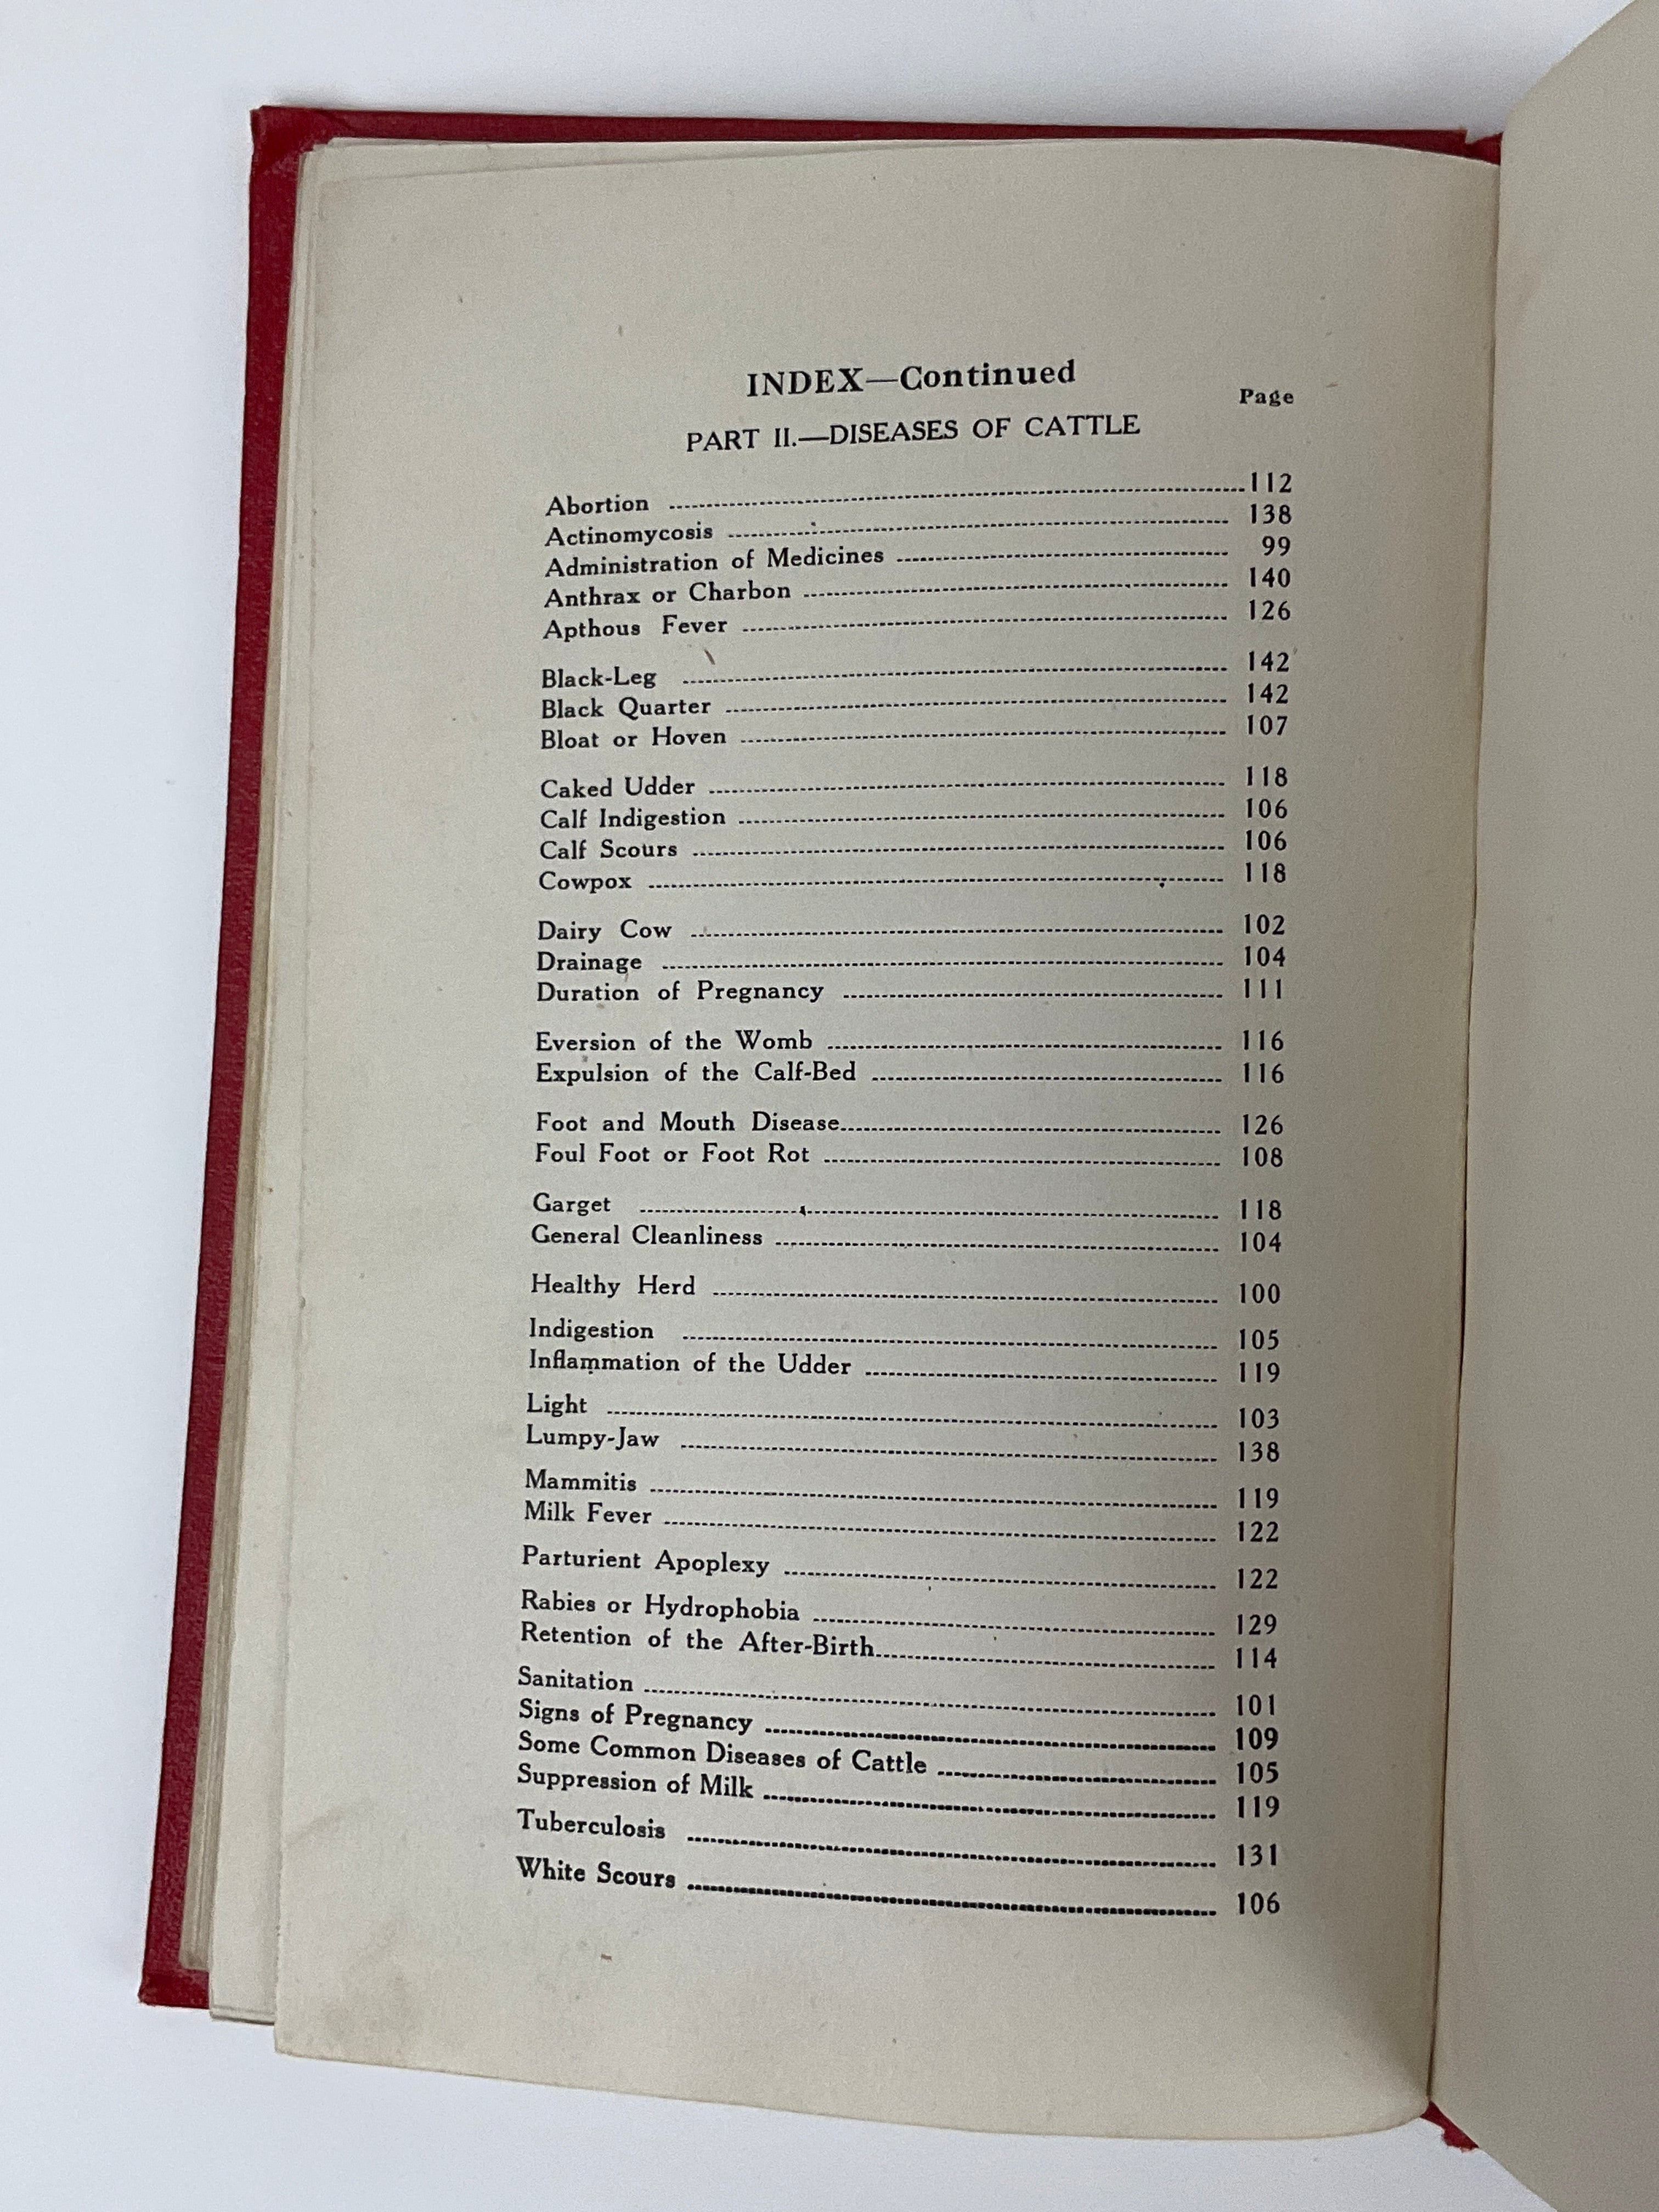 INDEX—Continued
Page
PART II.—DISEASES OF CATTLE
Abortion 112
Actinomycosis 138
Administration of Medicines 99
Anthrax or Charbon 140
Apthous Fever 126
Black-Leg 142
Black Quarter 142
Bloat or Hoven 107
Caked Udder 118
Calf Indigestion 106
Calf Scours 106
Cowpox 118
Dairy Cow 102
Drainage 104
Duration of Pregnancy 111
Eversion of the Womb 116
Expulsion of the Calf-Bed 116
Foot and Mouth Disease 126
Foul Foot or Foot Rot 108
Garget 118
General Cleanliness 104
Healthy Herd 100
Indigestion 105
Inflammation of the Udder 119
Light 103
Lumpy-Jaw 138
Mammitis 119
Milk Fever 122
Parturient Apoplexy 122
Rabies or Hydrophobia 129
Retention of the After-Birth 114
Sanitation 101
Signs of Pregnancy 109
Some Common Diseases of Cattle 105
Suppression of Milk 119
Tuberculosis 131
White Scours 106